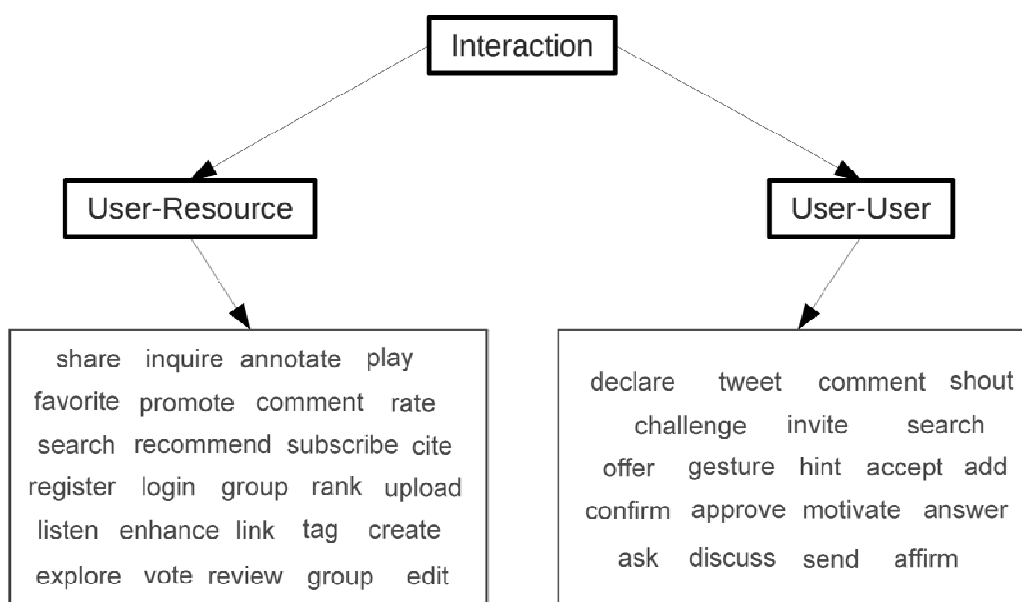 Interaction
User-Resource
User-User
share inquire annotate play
favorite promote comment rate
search recommend subscribe cite
register login group rank upload
listen enhance link tag create
explore vote review group edit
declare tweet comment shout
challenge invite search
offer gesture hint accept add
confirm approve motivate answer
ask discuss send affirm